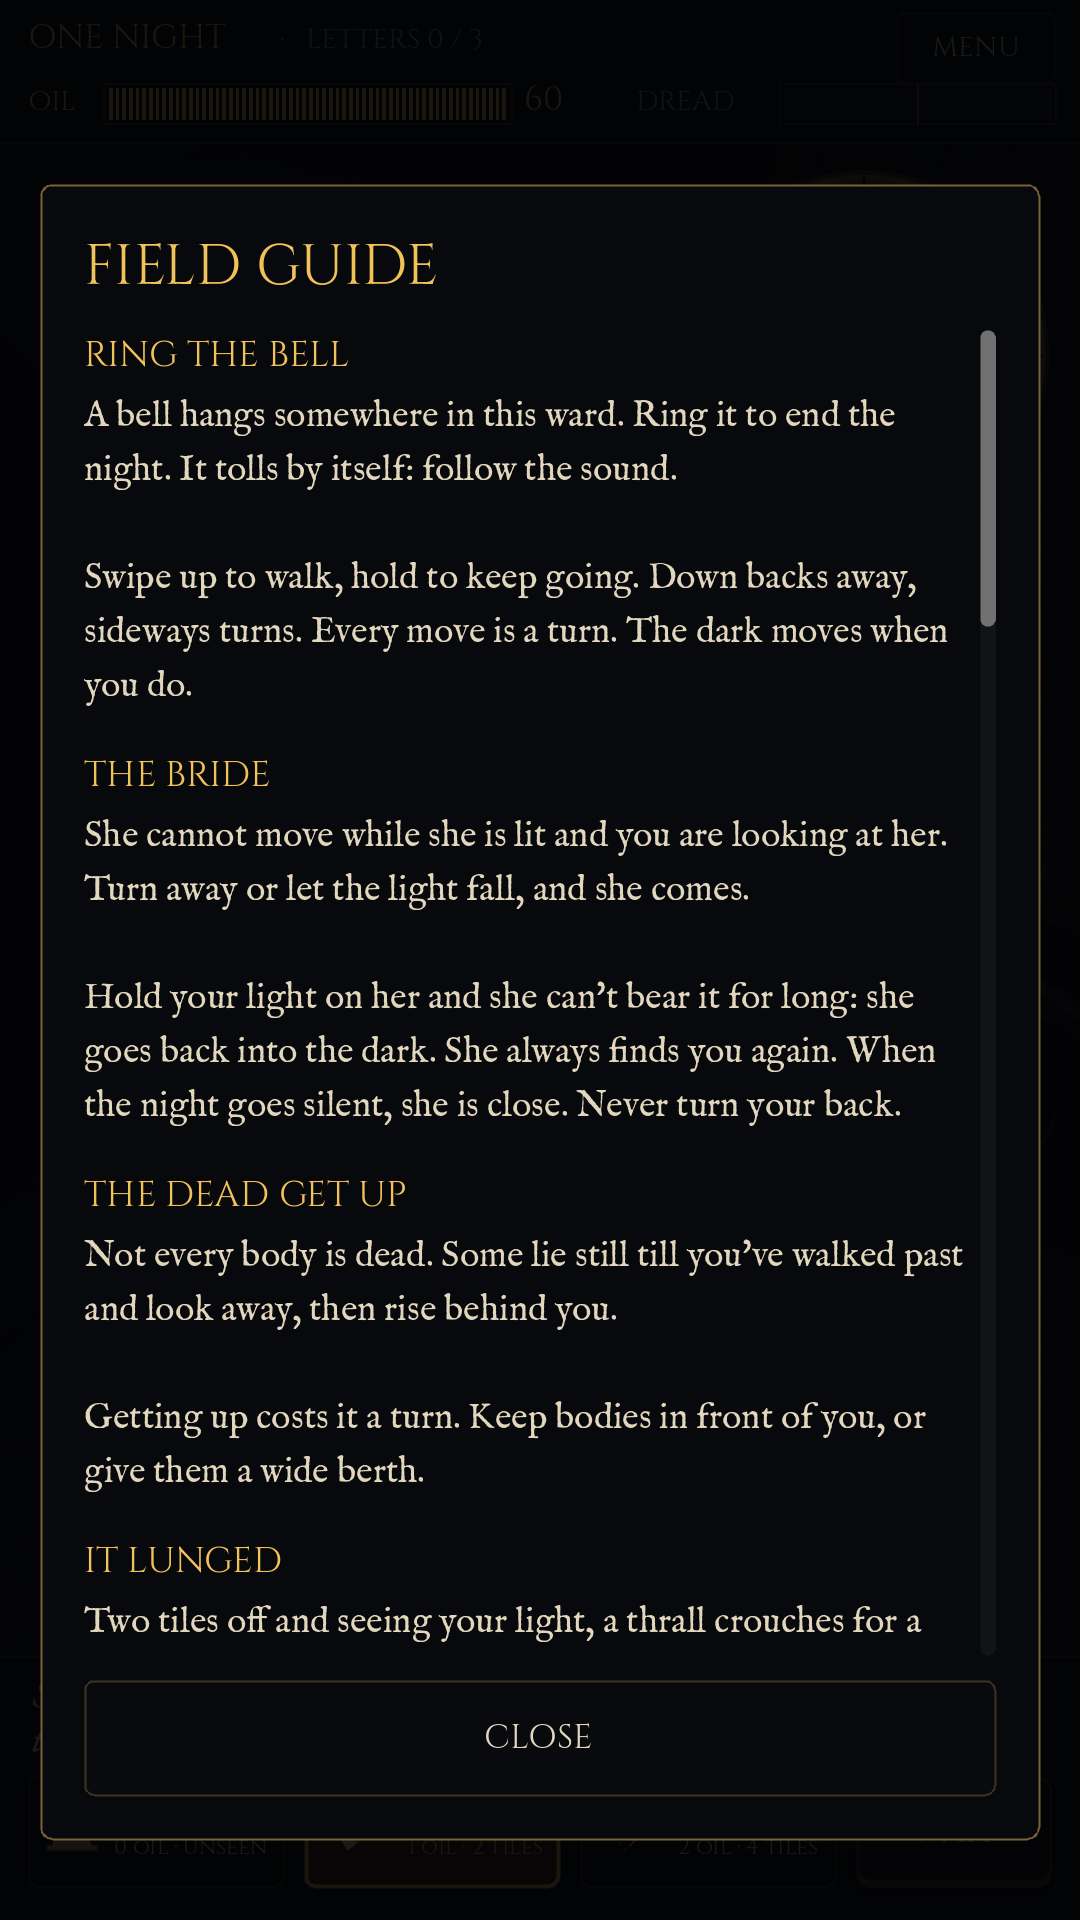 ONE NIGHT · LETTERS 0 / 3
MENU
OIL 60 DREAD
FIELD GUIDE
RING THE BELL
A bell hangs somewhere in this ward. Ring it to end the
night. It tolls by itself: follow the sound.
Swipe up to walk, hold to keep going. Down backs away,
sideways turns. Every move is a turn. The dark moves when
you do.
THE BRIDE
She cannot move while she is lit and you are looking at her.
Turn away or let the light fall, and she comes.
Hold your light on her and she can’t bear it for long: she
goes back into the dark. She always finds you again. When
the night goes silent, she is close. Never turn your back.
THE DEAD GET UP
Not every body is dead. Some lie still till you’ve walked past
and look away, then rise behind you.
Getting up costs it a turn. Keep bodies in front of you, or
give them a wide berth.
IT LUNGED
Two tiles off and seeing your light, a thrall crouches for a
CLOSE
0 OIL · UNSEEN 1 OIL · 2 TILES 2 OIL · 4 TILES